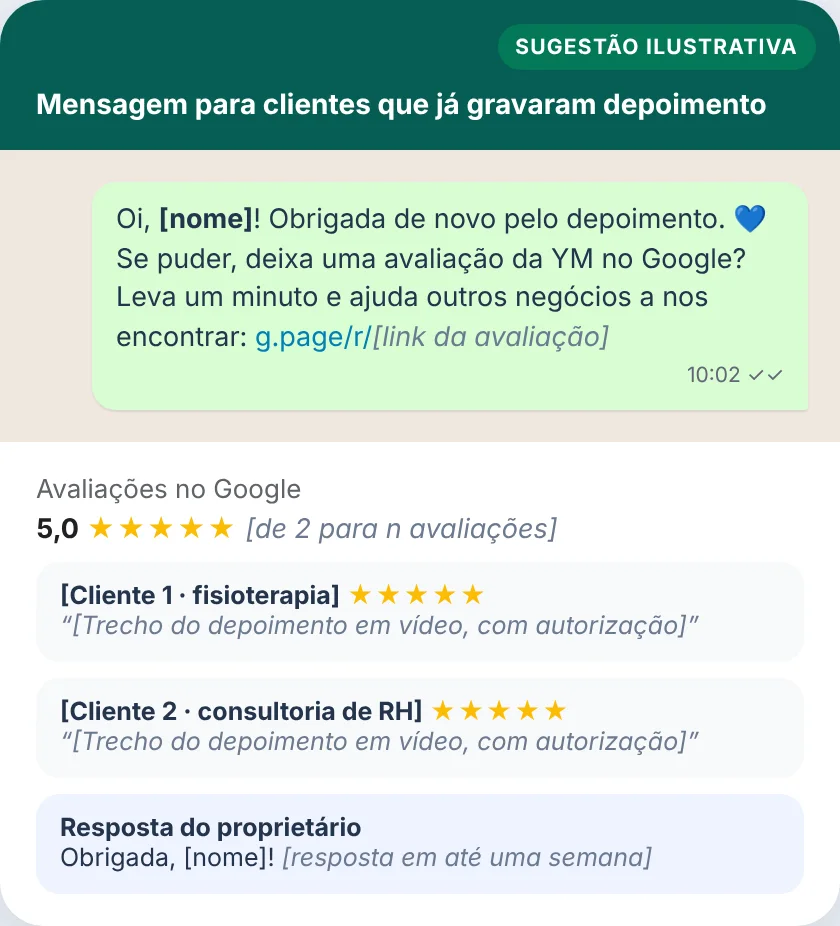 SUGESTÃO ILUSTRATIVA
Mensagem para clientes que já gravaram depoimento
Oi, [nome]! Obrigada de novo pelo depoimento. 💙
Se puder, deixa uma avaliação da YM no Google?
Leva um minuto e ajuda outros negócios a nos
encontrar: g.page/r/[link da avaliação]
10:02 ✓✓
Avaliações no Google
5,0 ★★★★★ [de 2 para n avaliações]
[Cliente 1 · fisioterapia] ★★★★★
“[Trecho do depoimento em vídeo, com autorização]”
[Cliente 2 · consultoria de RH] ★★★★★
“[Trecho do depoimento em vídeo, com autorização]”
Resposta do proprietário
Obrigada, [nome]! [resposta em até uma semana]